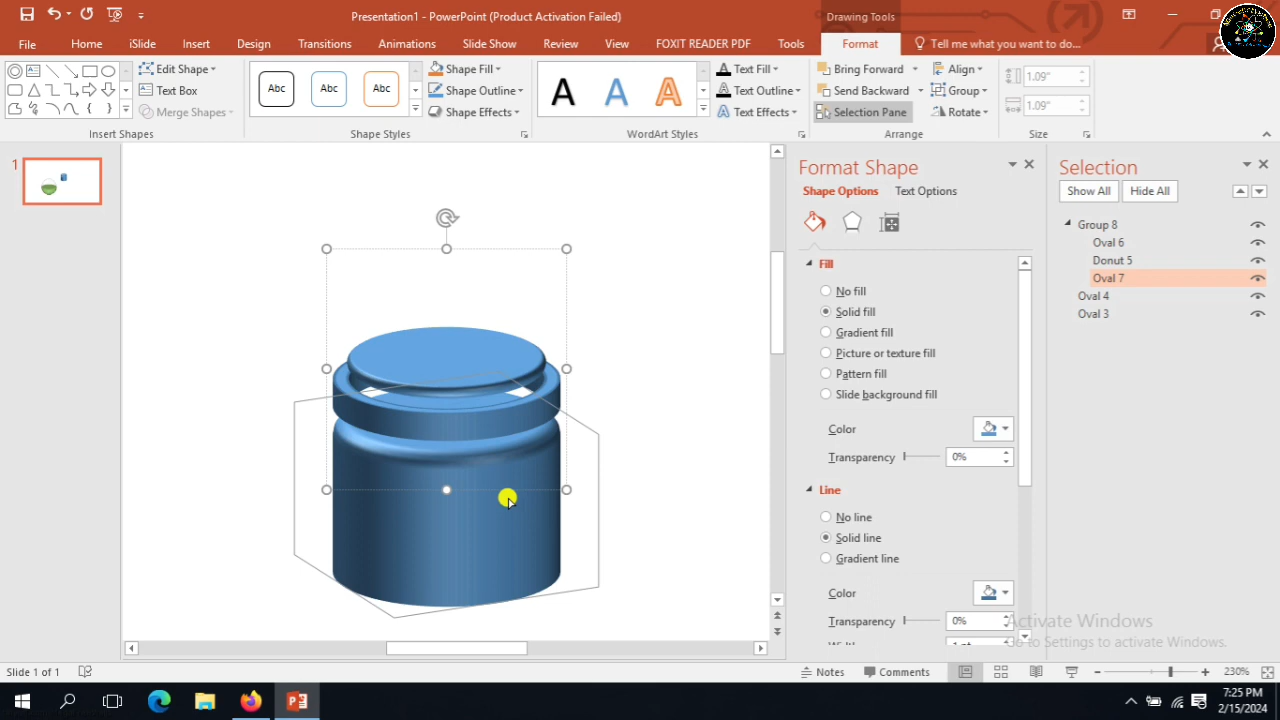 Presentation1 - PowerPoint (Product Activation Failed)
Drawing Tools
File Home iSlide Insert Design Transitions Animations Slide Show Review View FOXIT READER PDF Tools Format Tell me what you want to do...
Edit Shape
Text Box
Merge Shapes
Insert Shapes
Abc Abc Abc
Shape Fill
Shape Outline
Shape Effects
Shape Styles
A A A
Text Fill
Text Outline
Text Effects
WordArt Styles
Bring Forward
Send Backward
Selection Pane
Align
Group
Rotate
Arrange
1.09"
1.09"
Size
1
Format Shape
Shape Options Text Options
Fill
No fill
Solid fill
Gradient fill
Picture or texture fill
Pattern fill
Slide background fill
Color
Transparency 0%
Line
No line
Solid line
Gradient line
Color
Transparency 0%
Selection
Show All Hide All
Group 8
Oval 6
Donut 5
Oval 7
Oval 4
Oval 3
Activate Windows
Go to Settings to activate Windows.
Slide 1 of 1
Notes Comments 230%
7:25 PM
2/15/2024